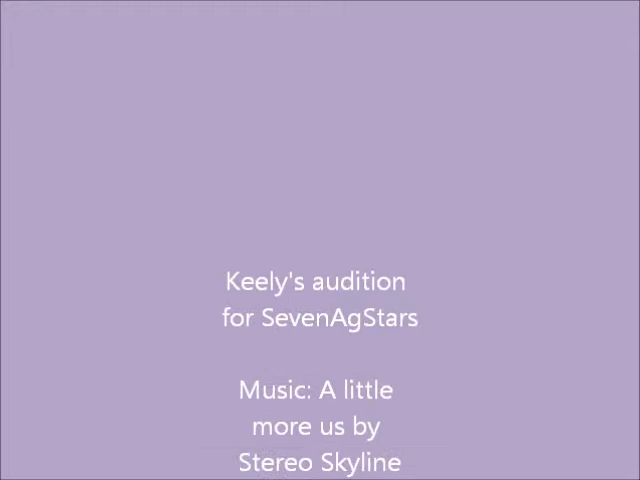 Keely's audition
for SevenAgStars
Music: A little
more us by
Stereo Skyline